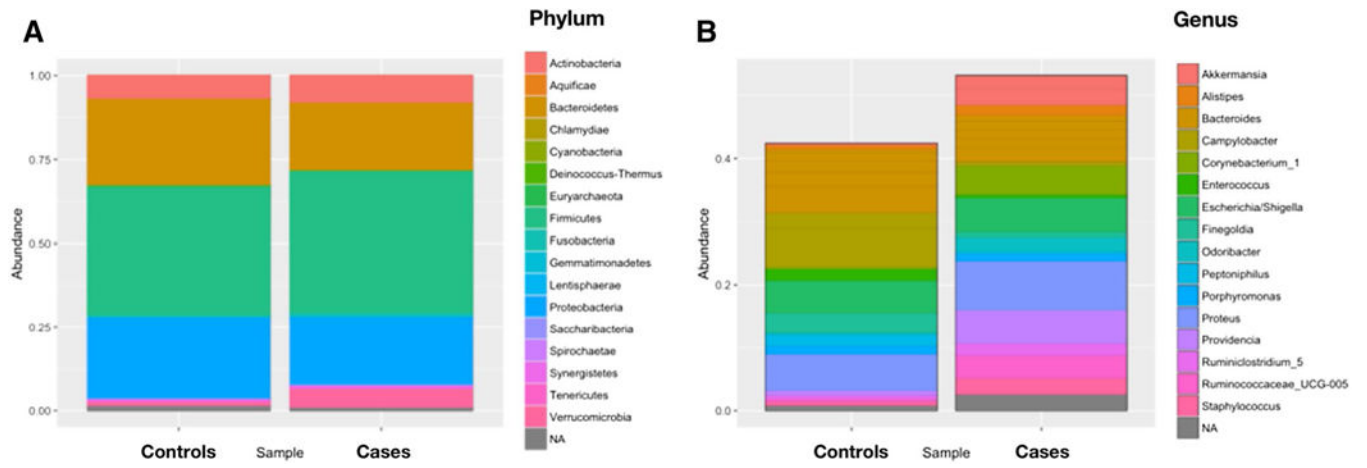 A
Phylum
1.00
0.75
0.50
0.25
0.00
Abundance
Controls
Sample
Cases
Actinobacteria
Aquificae
Bacteroidetes
Chlamydiae
Cyanobacteria
Deinococcus-Thermus
Euryarchaeota
Firmicutes
Fusobacteria
Gemmatimonadetes
Lentisphaerae
Proteobacteria
Saccharibacteria
Spirochaetae
Synergistetes
Tenericutes
Verrucomicrobia
NA
B
Genus
0.4
0.2
0.0
Abundance
Controls
Sample
Cases
Akkermansia
Alistipes
Bacteroides
Campylobacter
Corynebacterium_1
Enterococcus
Escherichia/Shigella
Finegoldia
Odoribacter
Peptoniphilus
Porphyromonas
Proteus
Providencia
Ruminiclostridium_5
Ruminococcaceae_UCG-005
Staphylococcus
NA